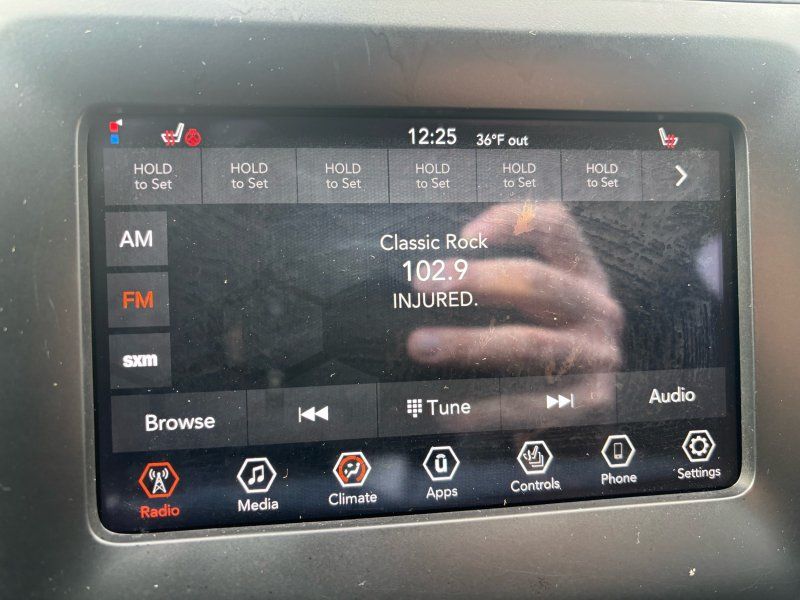 12:25 36°F out
HOLD to Set HOLD to Set HOLD to Set HOLD to Set HOLD to Set HOLD to Set
AM
Classic Rock
102.9
FM
INJURED.
sxm
Browse Tune Audio
Radio Media Climate Apps Controls Phone Settings